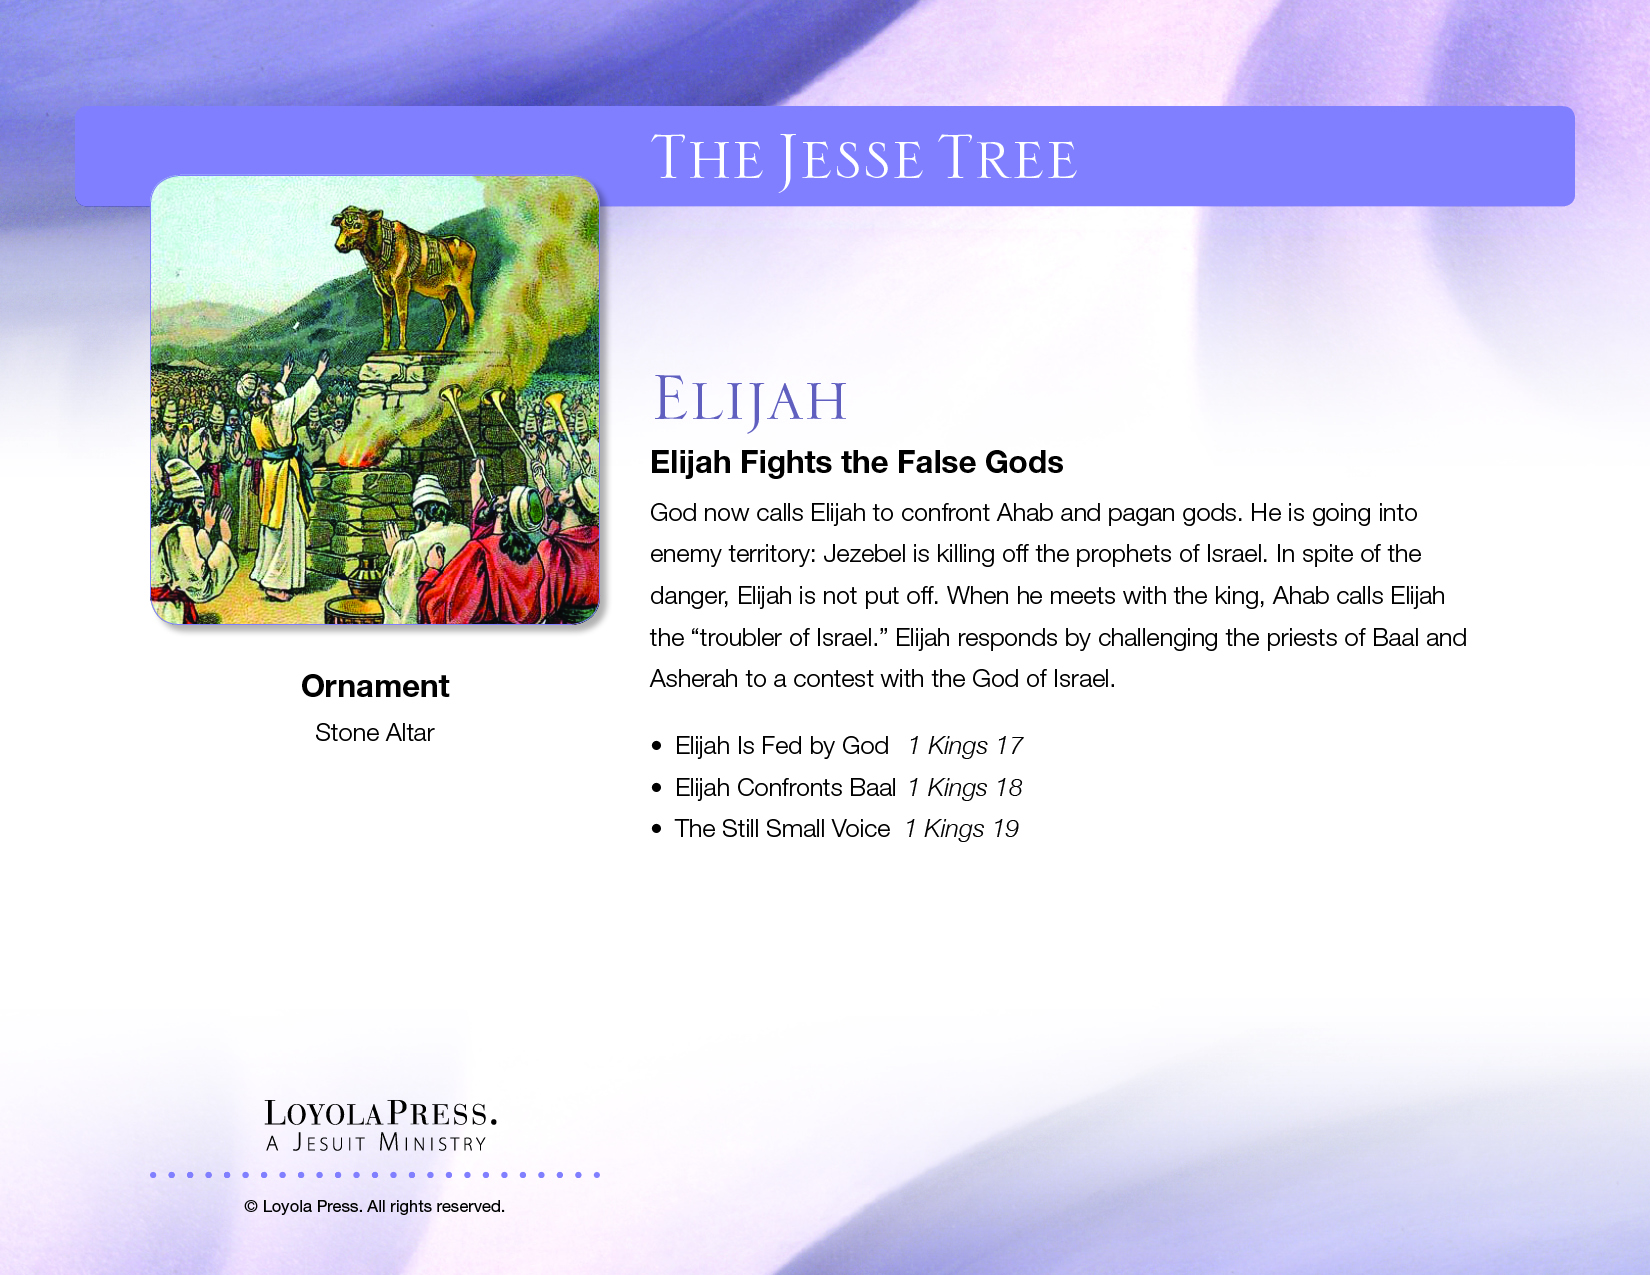 THE JESSE TREE
ELIJAH
Elijah Fights the False Gods
God now calls Elijah to confront Ahab and pagan gods. He is going into
enemy territory: Jezebel is killing off the prophets of Israel. In spite of the
danger, Elijah is not put off. When he meets with the king, Ahab calls Elijah
the “troubler of Israel.” Elijah responds by challenging the priests of Baal and
Asherah to a contest with the God of Israel.
• Elijah Is Fed by God 1 Kings 17
• Elijah Confronts Baal 1 Kings 18
• The Still Small Voice 1 Kings 19
Ornament
Stone Altar
LOYOLAPRESS.
A JESUIT MINISTRY
© Loyola Press. All rights reserved.